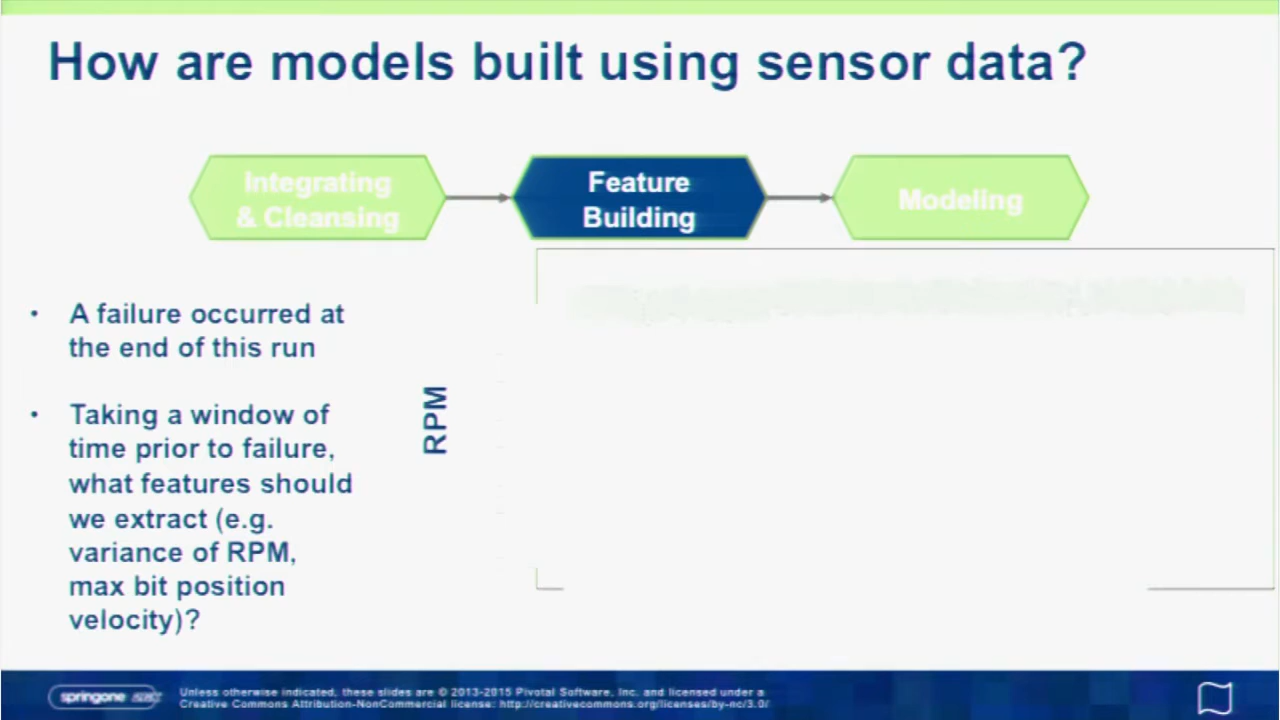 How are models built using sensor data?
Integrating
& Cleansing
Feature
Building
Modeling
• A failure occurred at
the end of this run
• Taking a window of
time prior to failure,
what features should
we extract (e.g.
variance of RPM,
max bit position
velocity)?
RPM
springone
Unless otherwise indicated, these slides are © 2013-2015 Pivotal Software, Inc. and licensed under a
Creative Commons Attribution-NonCommercial license: http://creativecommons.org/licenses/by-nc/3.0/